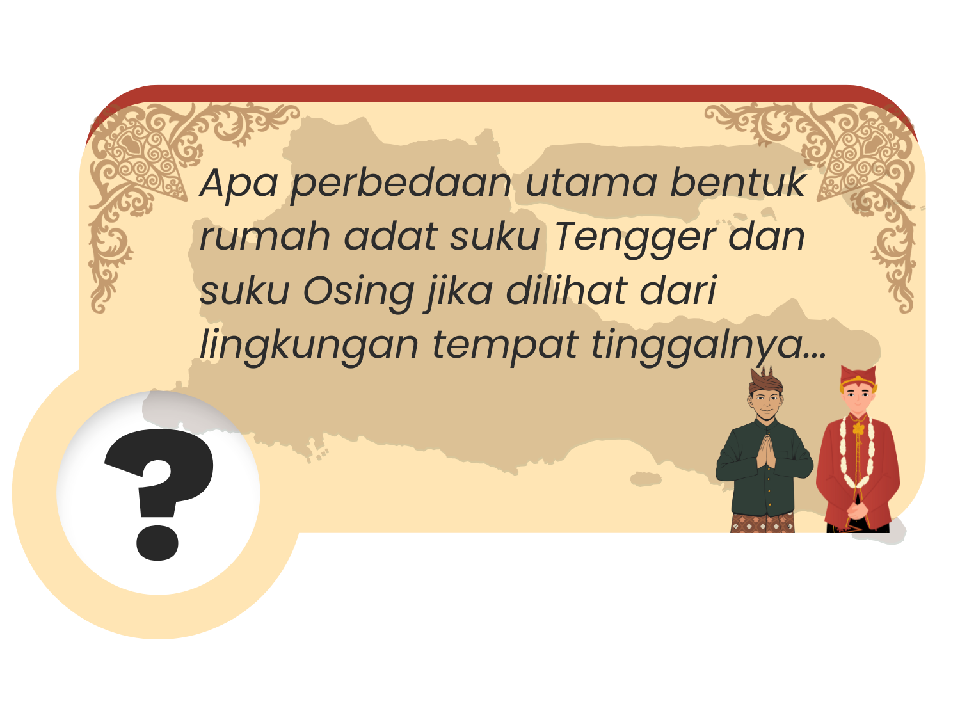 Apa perbedaan utama bentuk
rumah adat suku Tengger dan
suku Osing jika dilihat dari
lingkungan tempat tinggalnya...
?